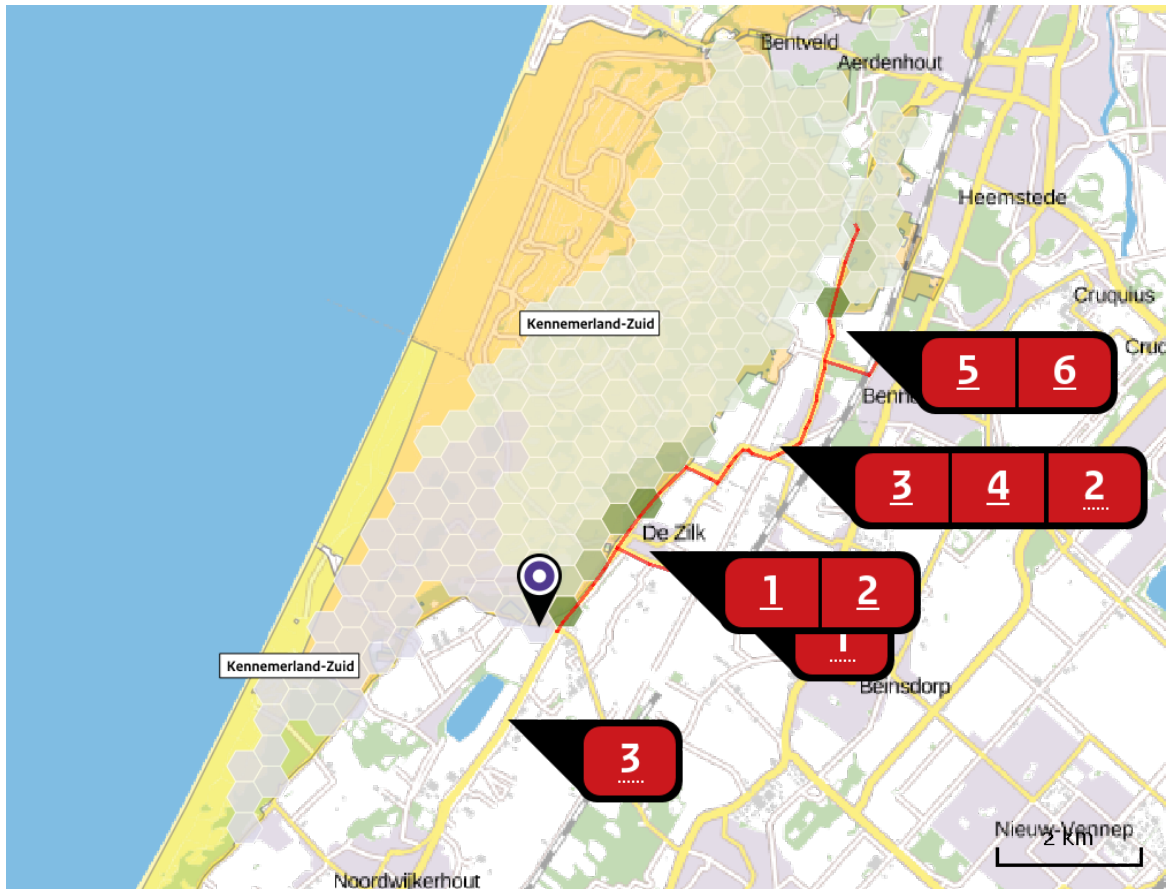 Bentveld
Aerdenhout
Heemstede
Cruquius
Kennemerland-Zuid
5 6
3 4 2
De Zilk
1 2
1
Kennemerland-Zuid
Beinsdorp
3
Nieuw-Vennep
2 km
Noordwijkerhout